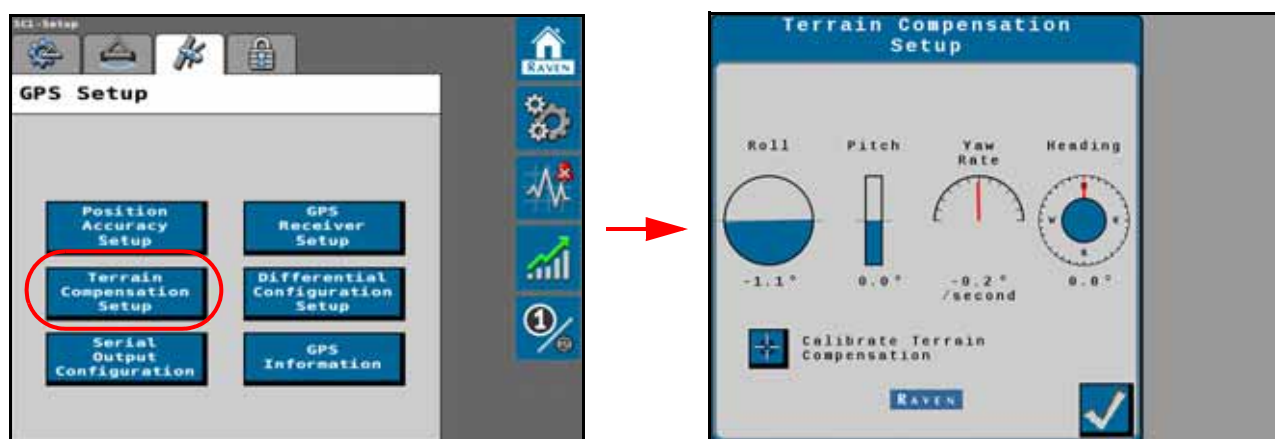 SC1-Setup
GPS Setup
RAVEN
Position
Accuracy
Setup
GPS
Receiver
Setup
Terrain
Compensation
Setup
Differential
Configuration
Setup
Serial
Output
Configuration
GPS
Information
1
Terrain Compensation
Setup
Roll
Pitch
Yaw
Rate
Heading
W
-1.1°
0.0°
-0.2°
/second
0.0°
Calibrate Terrain
Compensation
RAVEN